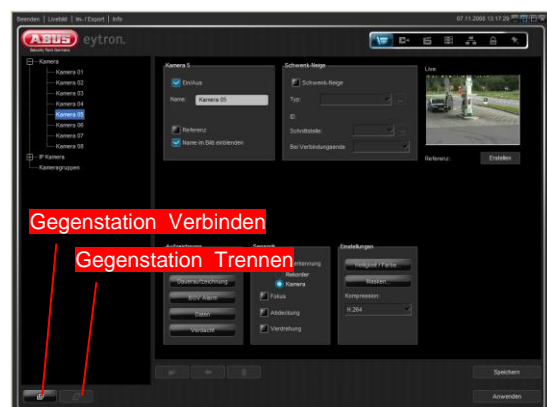 Beenden | Livebild | Im- / Export | Info
07.11.2008 13:17:29
ABUS eytron.
Security Tech Germany
Kamera
Kamera 01
Kamera 02
Kamera 03
Kamera 04
Kamera 05
Kamera 06
Kamera 07
Kamera 08
IP Kamera
Kameragruppen
Kamera 5
Ein/Aus
Name: Kamera 05
Referenz
Name im Bild einblenden
Schwenk-Neige
Schwenk-Neige
Typ:
ID:
Schnittstelle:
Bei Verbindungsende
Live:
Referenz: Erstellen
Gegenstation Verbinden
Gegenstation Trennen
Daueraufzeichnung
BGV Alarm
Daten
Verdacht
Rekorder
Kamera
Fokus
Abdeckung
Verdrehung
Einstellungen
Helligkeit / Farbe...
Masken...
Kompression:
H.264
Speichern
Anwenden